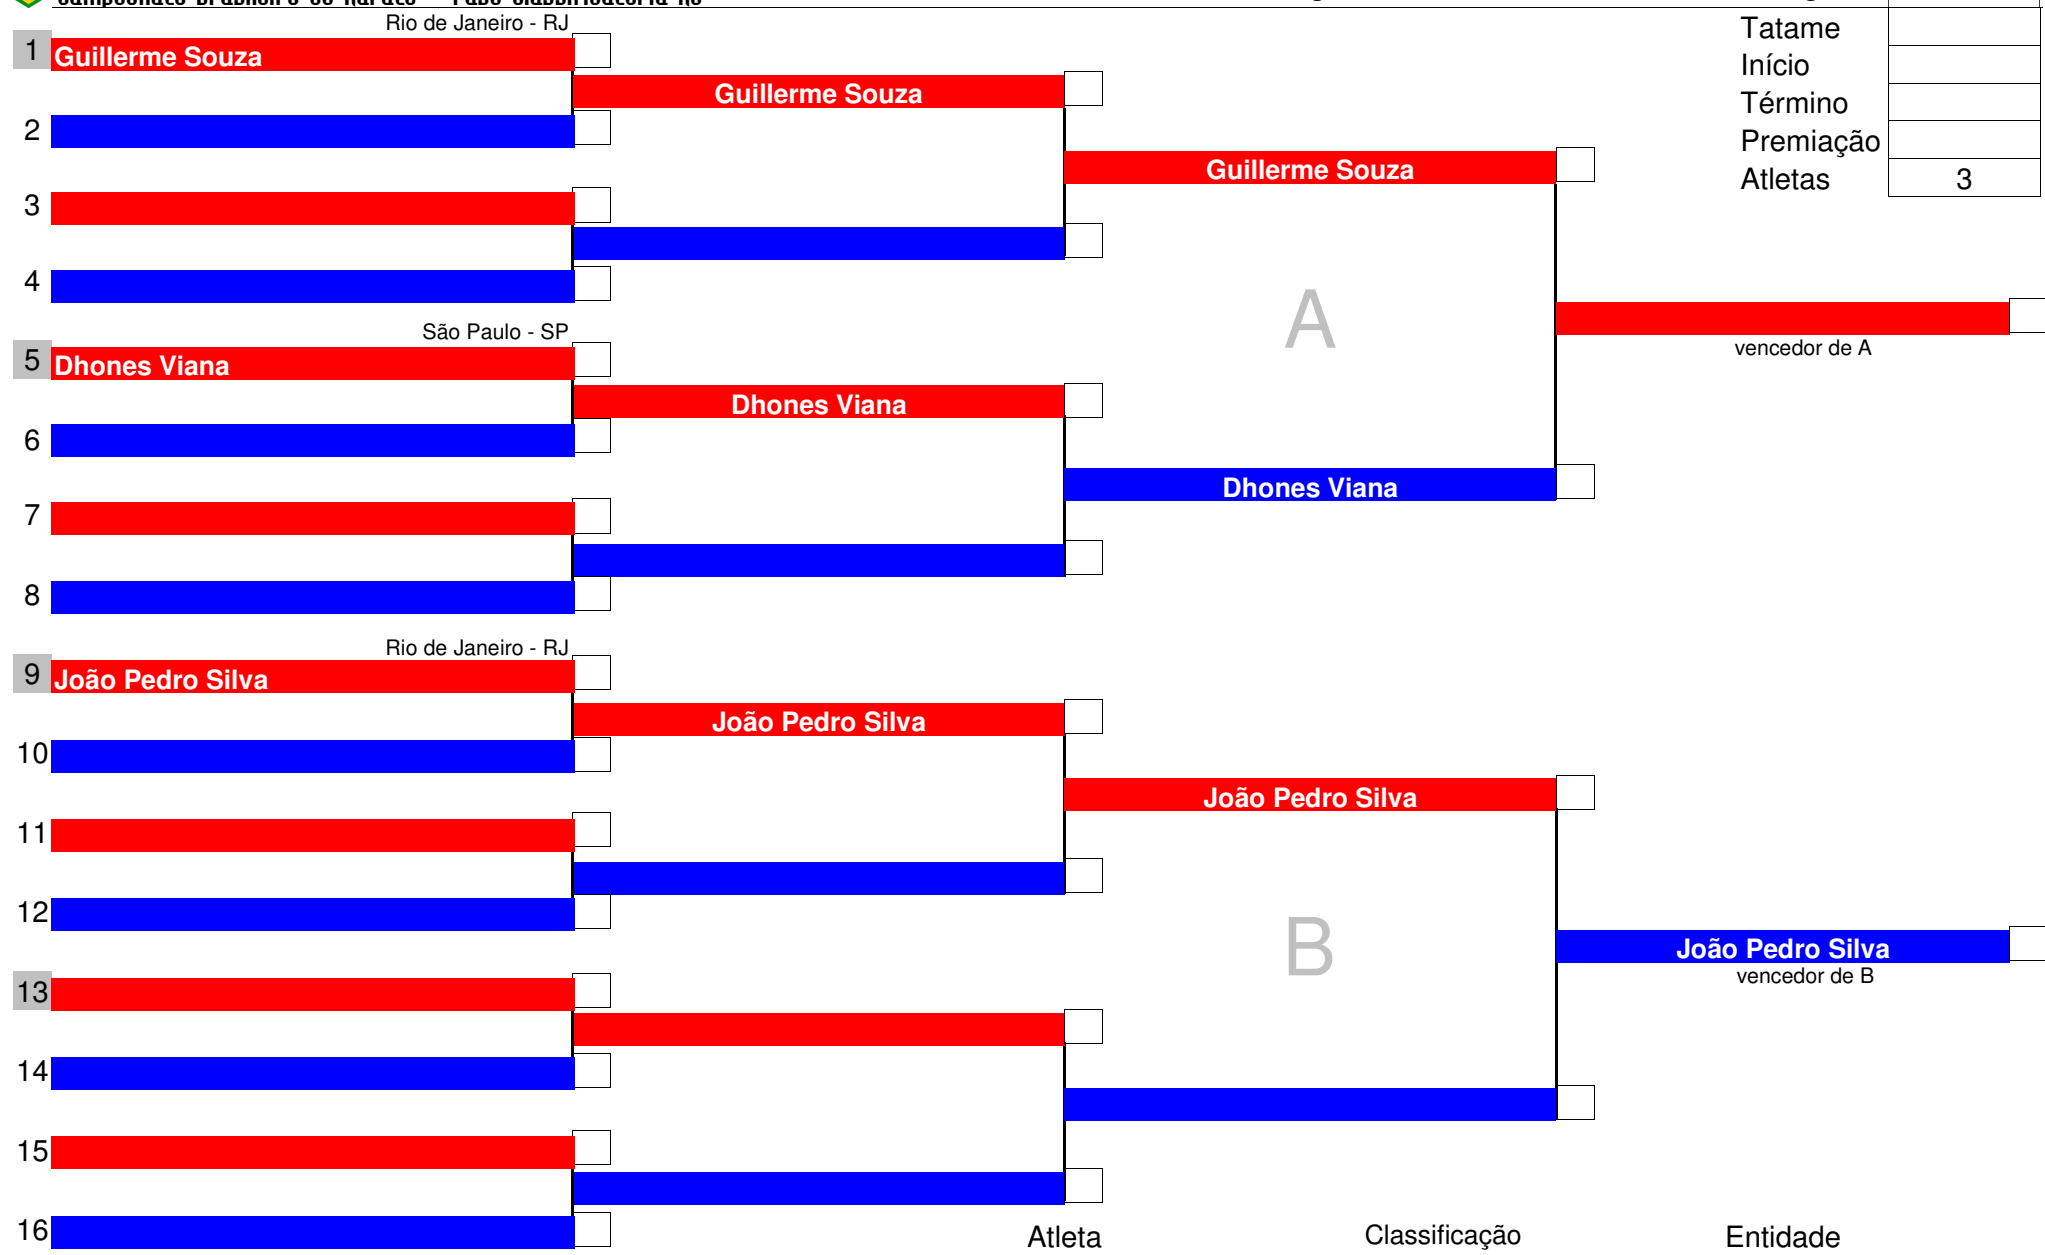 Rio de Janeiro - RJ
1 Guillerme Souza
Guillerme Souza
2
Guillerme Souza
3
4
A
São Paulo - SP
5 Dhones Viana
Dhones Viana
6
Dhones Viana
7
8
vencedor de A
Rio de Janeiro - RJ
9 João Pedro Silva
João Pedro Silva
10
João Pedro Silva
11
12
B
João Pedro Silva
vencedor de B
13
14
15
16
Tatame
Início
Término
Premiação
Atletas 3
Atleta Classificação Entidade